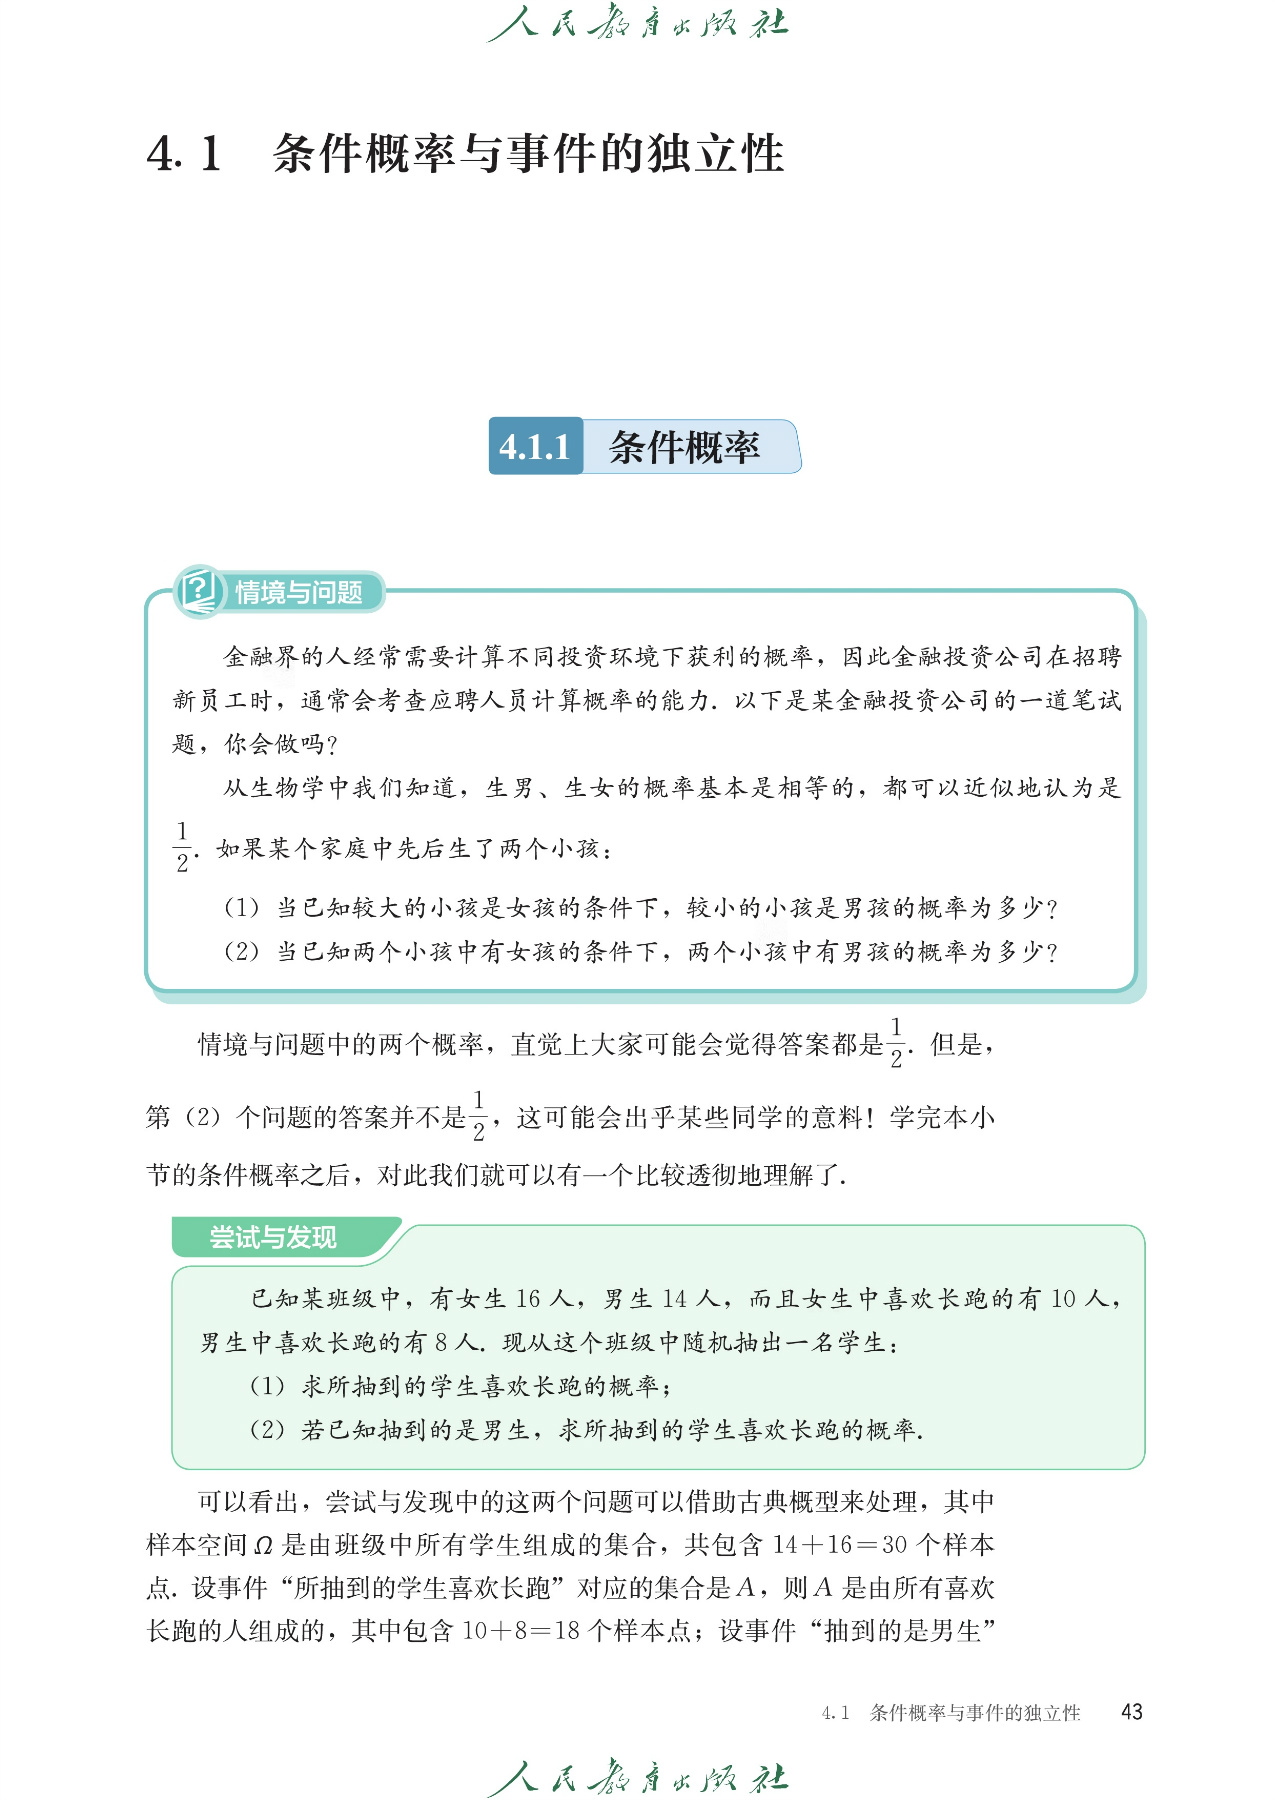 人民教育出版社
4.1 条件概率与事件的独立性
4.1.1 条件概率
情境与问题
金融界的人经常需要计算不同投资环境下获利的概率，因此金融投资公司在招聘
新员工时，通常会考查应聘人员计算概率的能力．以下是某金融投资公司的一道笔试
题，你会做吗？
从生物学中我们知道，生男、生女的概率基本是相等的，都可以近似地认为是
1/2．如果某个家庭中先后生了两个小孩：
（1）当已知较大的小孩是女孩的条件下，较小的小孩是男孩的概率为多少？
（2）当已知两个小孩中有女孩的条件下，两个小孩中有男孩的概率为多少？
情境与问题中的两个概率，直觉上大家可能会觉得答案都是1/2．但是，
第（2）个问题的答案并不是1/2，这可能会出乎某些同学的意料！学完本小
节的条件概率之后，对此我们就可以有一个比较透彻地理解了．
尝试与发现
已知某班级中，有女生 16 人，男生 14 人，而且女生中喜欢长跑的有 10 人，
男生中喜欢长跑的有 8 人．现从这个班级中随机抽出一名学生：
（1）求所抽到的学生喜欢长跑的概率；
（2）若已知抽到的是男生，求所抽到的学生喜欢长跑的概率．
可以看出，尝试与发现中的这两个问题可以借助古典概型来处理，其中
样本空间 Ω 是由班级中所有学生组成的集合，共包含 14＋16＝30 个样本
点．设事件“所抽到的学生喜欢长跑”对应的集合是 A，则 A 是由所有喜欢
长跑的人组成的，其中包含 10＋8＝18 个样本点；设事件“抽到的是男生”
4.1 条件概率与事件的独立性 43
人民教育出版社